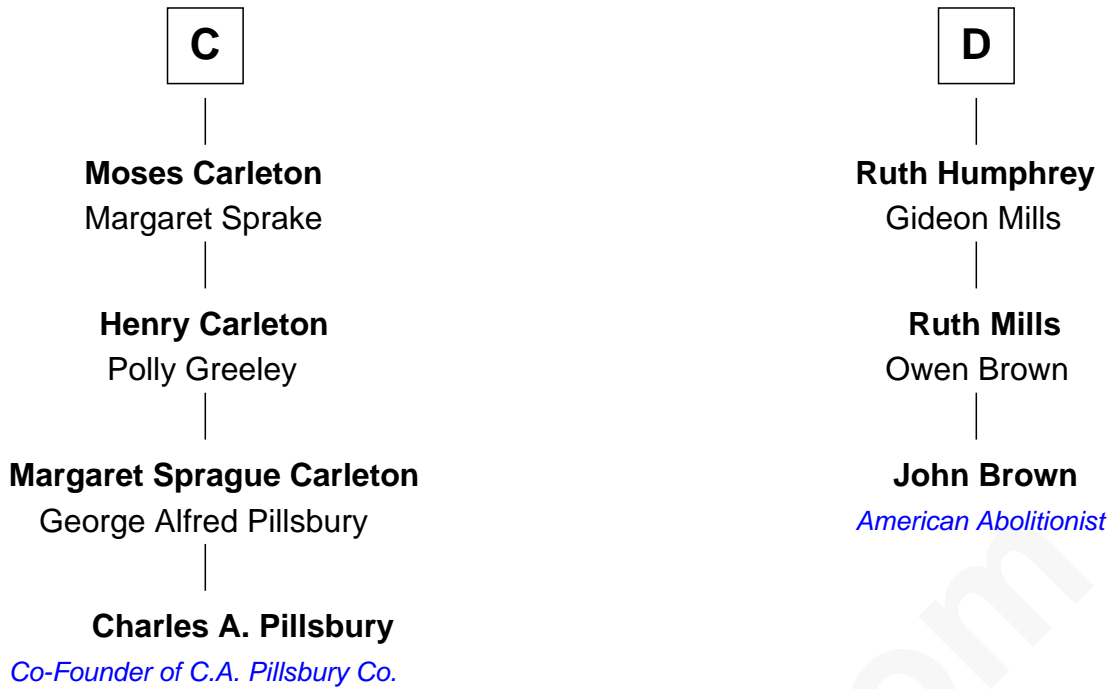 C
Moses Carleton
Margaret Sprake
Henry Carleton
Polly Greeley
Margaret Sprague Carleton
George Alfred Pillsbury
Charles A. Pillsbury
Co-Founder of C.A. Pillsbury Co.
D
Ruth Humphrey
Gideon Mills
Ruth Mills
Owen Brown
John Brown
American Abolitionist
om